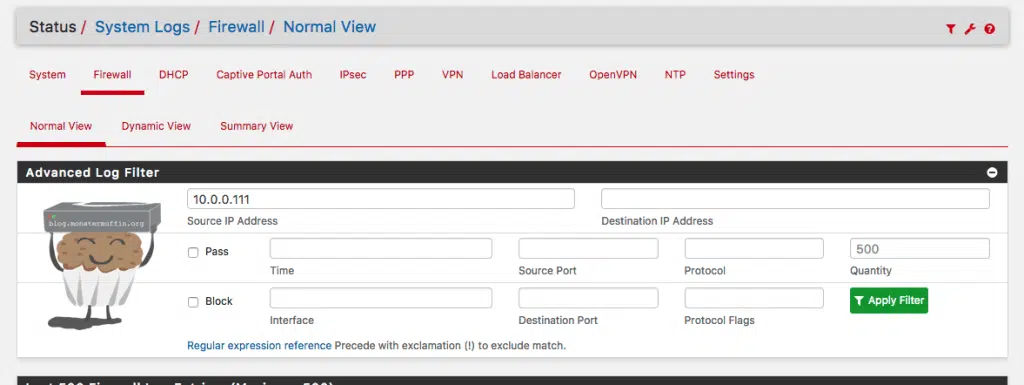 Status / System Logs / Firewall / Normal View
System Firewall DHCP Captive Portal Auth IPsec PPP VPN Load Balancer OpenVPN NTP Settings
Normal View Dynamic View Summary View
Advanced Log Filter
blog.monstermuffin.org
10.0.0.111
Source IP Address Destination IP Address
Pass 500
Time Source Port Protocol Quantity
Block Apply Filter
Interface Destination Port Protocol Flags
Regular expression reference Precede with exclamation (!) to exclude match.